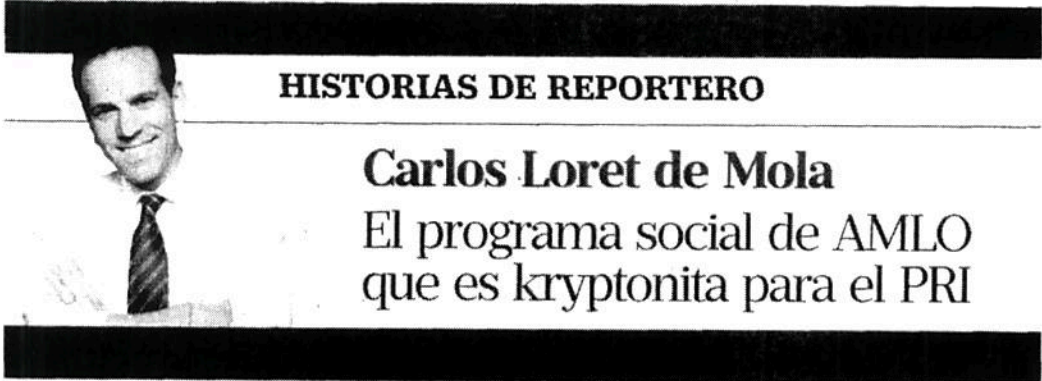 HISTORIAS DE REPORTERO
Carlos Loret de Mola
El programa social de AMLO
que es kryptonita para el PRI